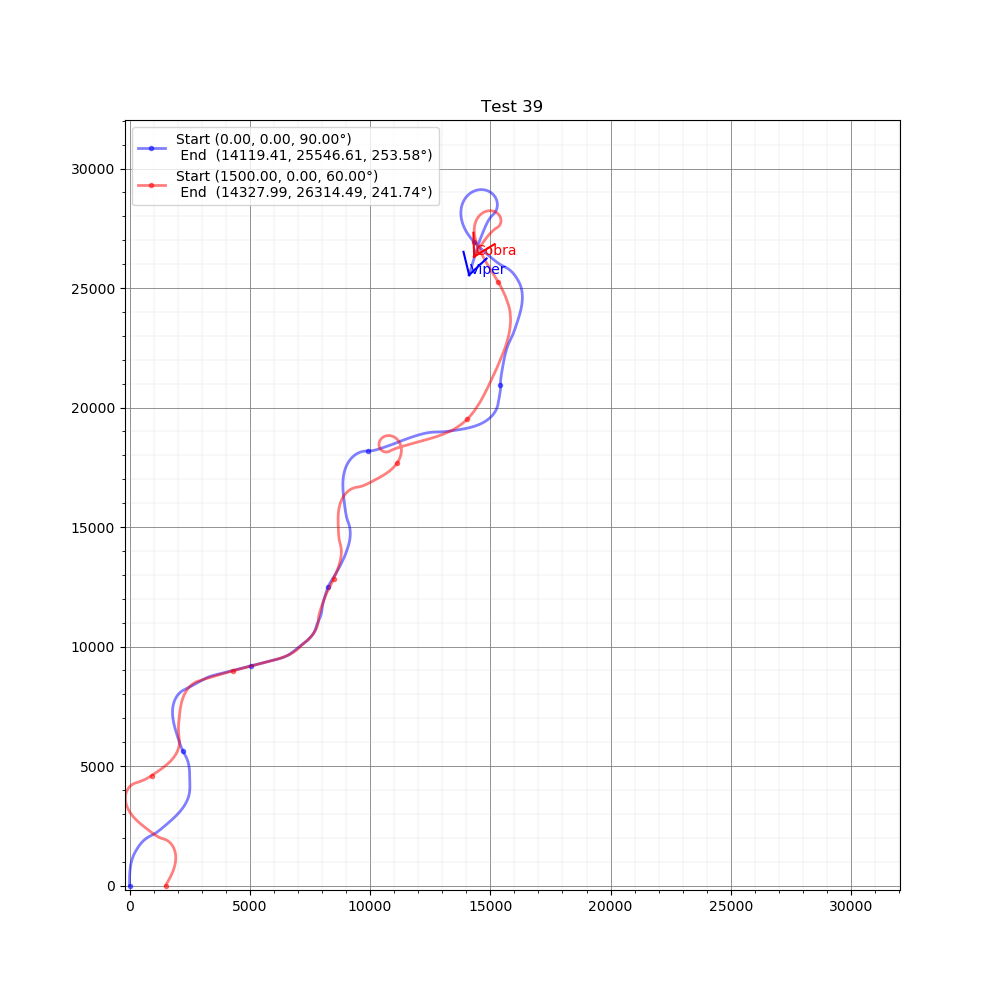 Test 39
Start (0.00, 0.00, 90.00°)
End (14119.41, 25546.61, 253.58°)
Start (1500.00, 0.00, 60.00°)
End (14327.99, 26314.49, 241.74°)
30000
Cobra
Viper
25000
20000
15000
10000
5000
0
0 5000 10000 15000 20000 25000 30000